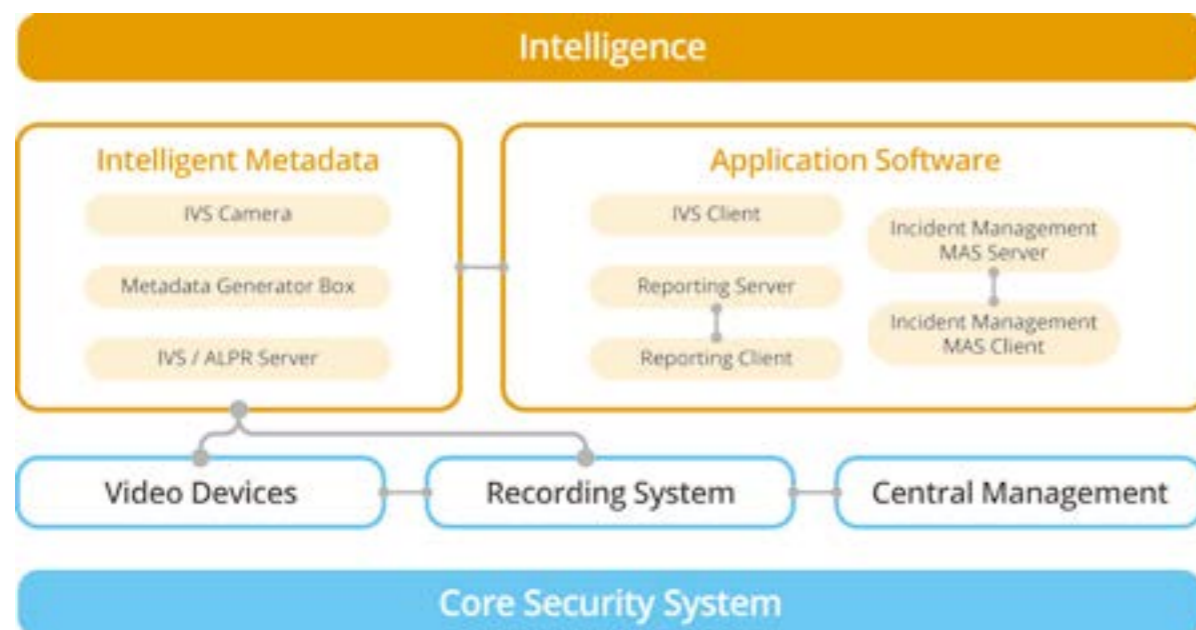 Intelligence
Intelligent Metadata
IVS Camera
Metadata Generator Box
IVS / ALPR Server
Application Software
IVS Client
Reporting Server
Reporting Client
Incident Management
MAS Server
Incident Management
MAS Client
Video Devices
Recording System
Central Management
Core Security System